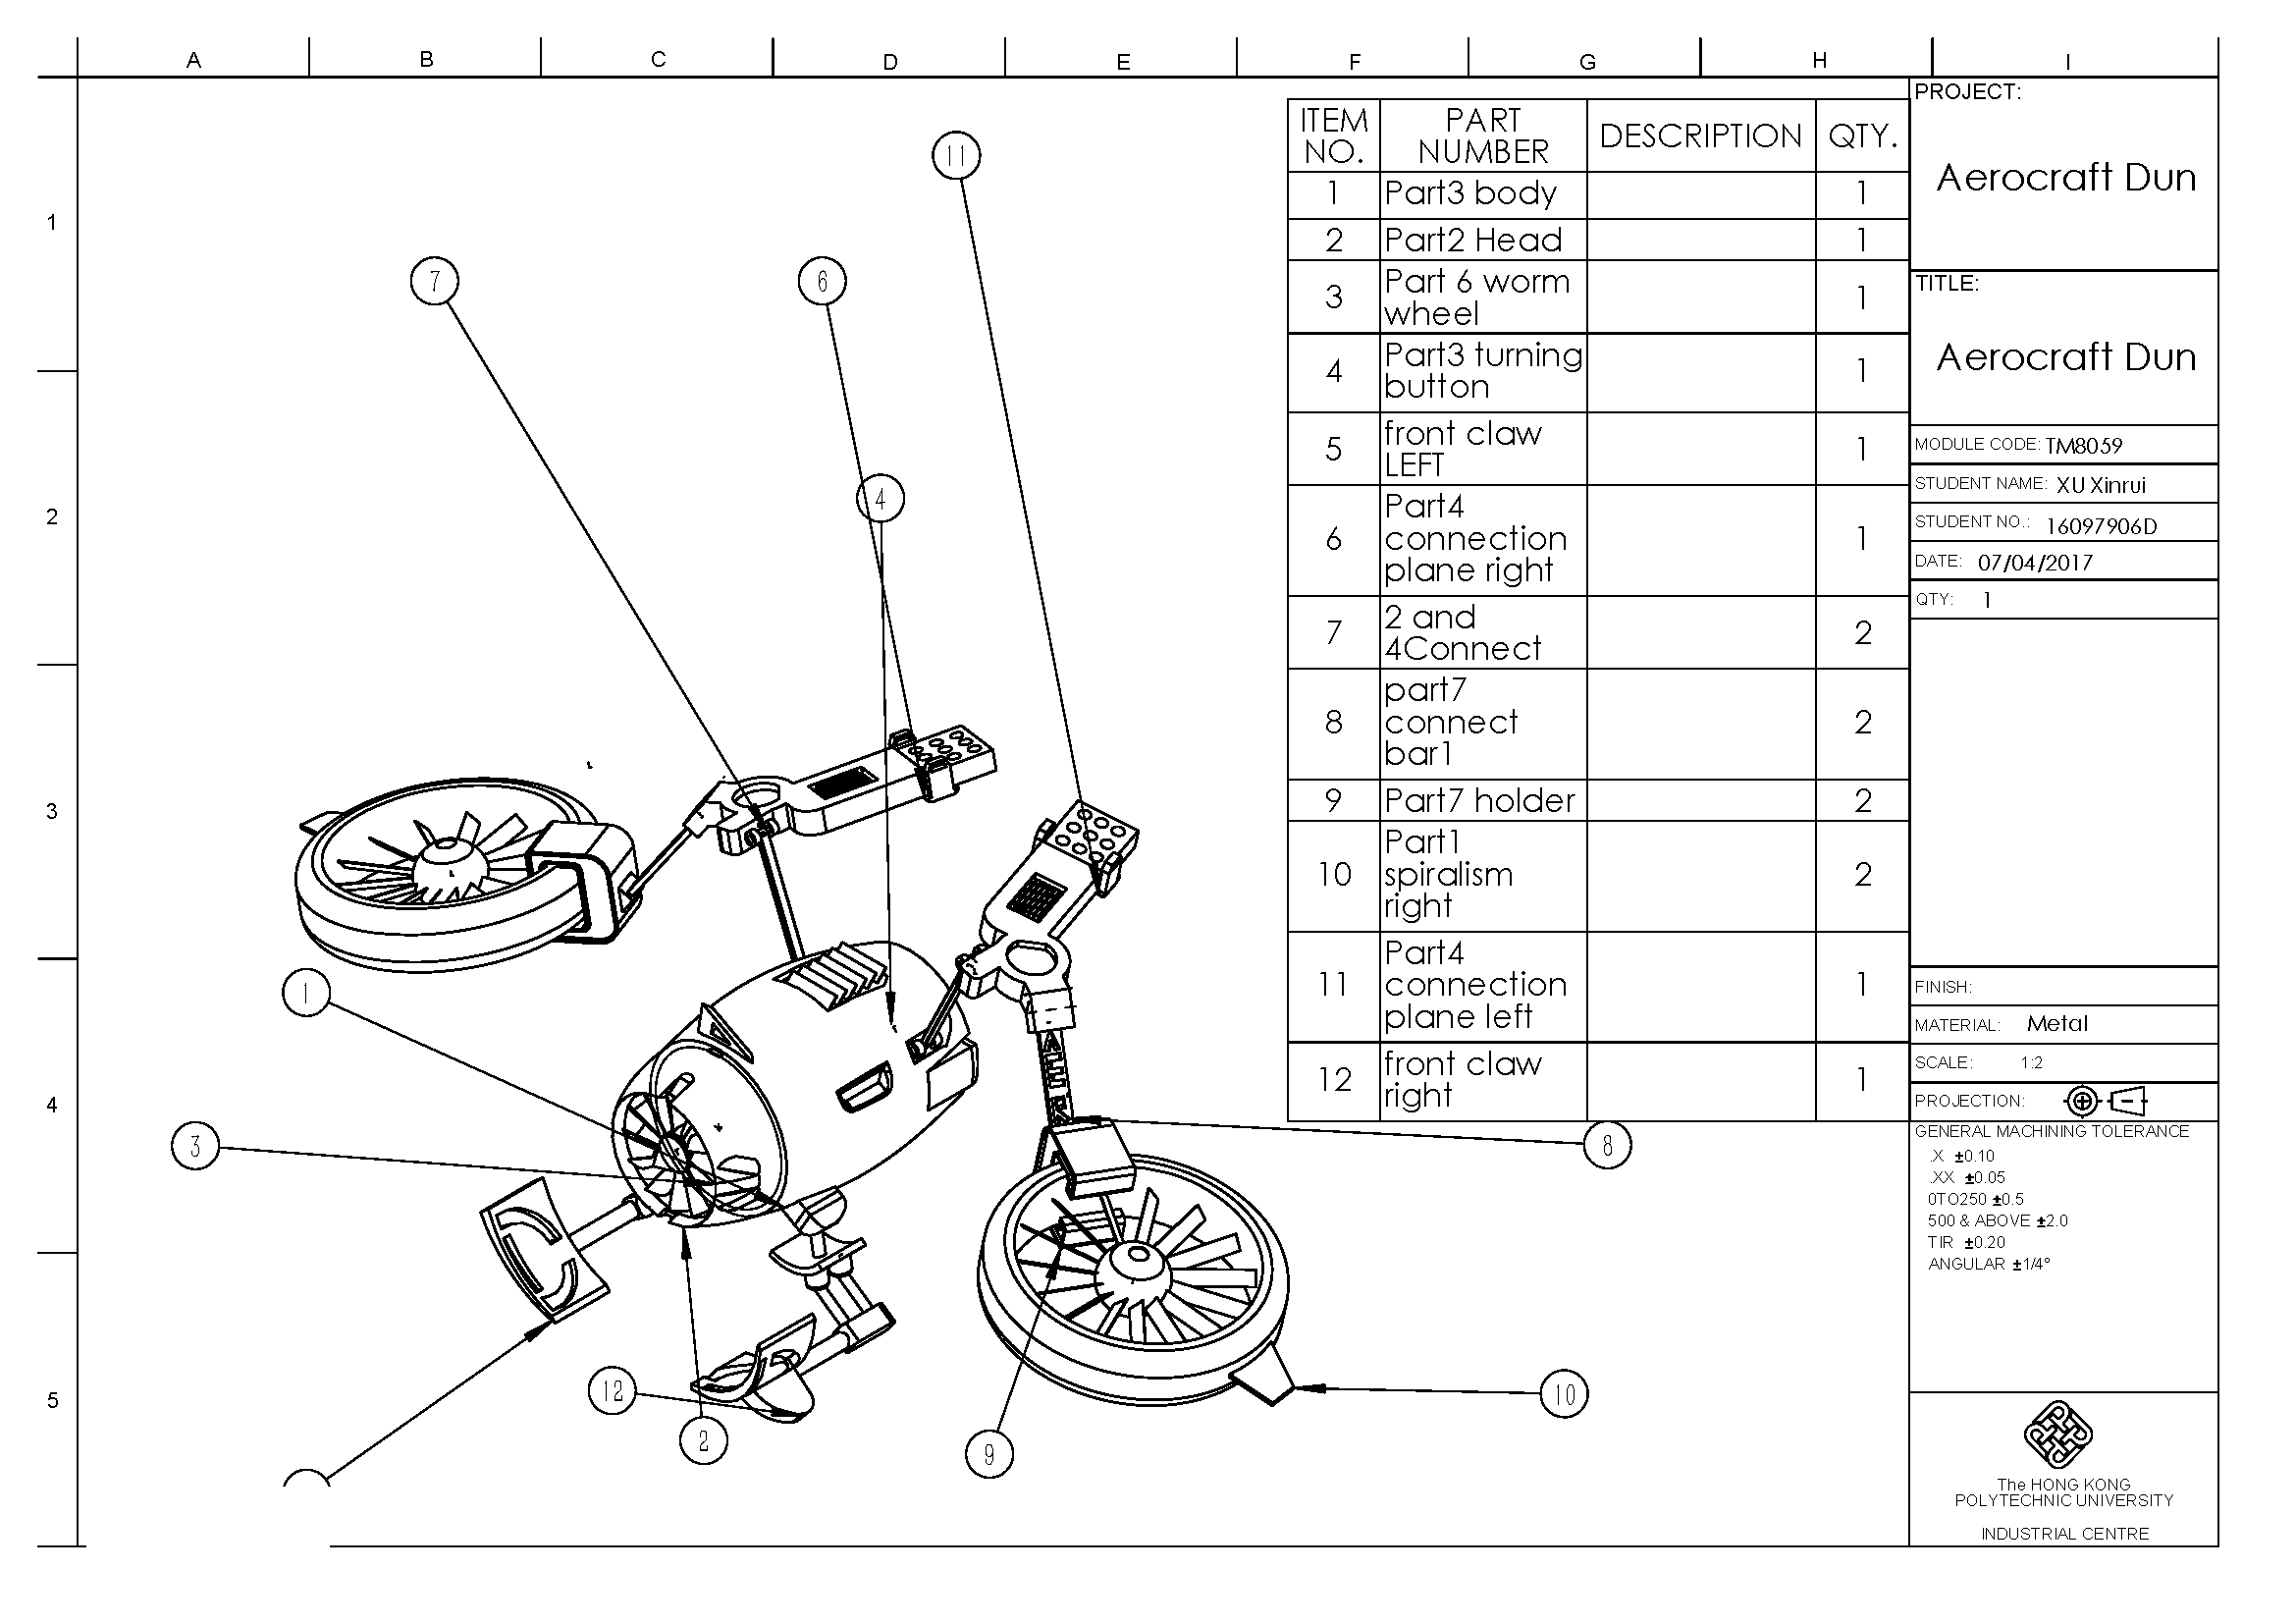 A B C D E F G H I
1
2
3
4
5
11
7
6
4
1
3
8
12
2
9
10
ITEM NO. PART NUMBER DESCRIPTION QTY.
1 Part3 body 1
2 Part2 Head 1
3 Part 6 worm wheel 1
4 Part3 turning button 1
5 front claw LEFT 1
6 Part4 connection plane right 1
7 2 and 4Connect 2
8 part7 connect bar1 2
9 Part7 holder 2
10 Part1 spiralism right 2
11 Part4 connection plane left 1
12 front claw right 1
PROJECT:
Aerocraft Dun
TITLE:
Aerocraft Dun
MODULE CODE: TM8059
STUDENT NAME: XU Xinrui
STUDENT NO.: 16097906D
DATE: 07/04/2017
QTY: 1
FINISH:
MATERIAL: Metal
SCALE: 1:2
PROJECTION:
GENERAL MACHINING TOLERANCE
.X ±0.10
.XX ±0.05
0TO250 ±0.5
500 & ABOVE ±2.0
TIR ±0.20
ANGULAR ±1/4°
The HONG KONG
POLYTECHNIC UNIVERSITY
INDUSTRIAL CENTRE